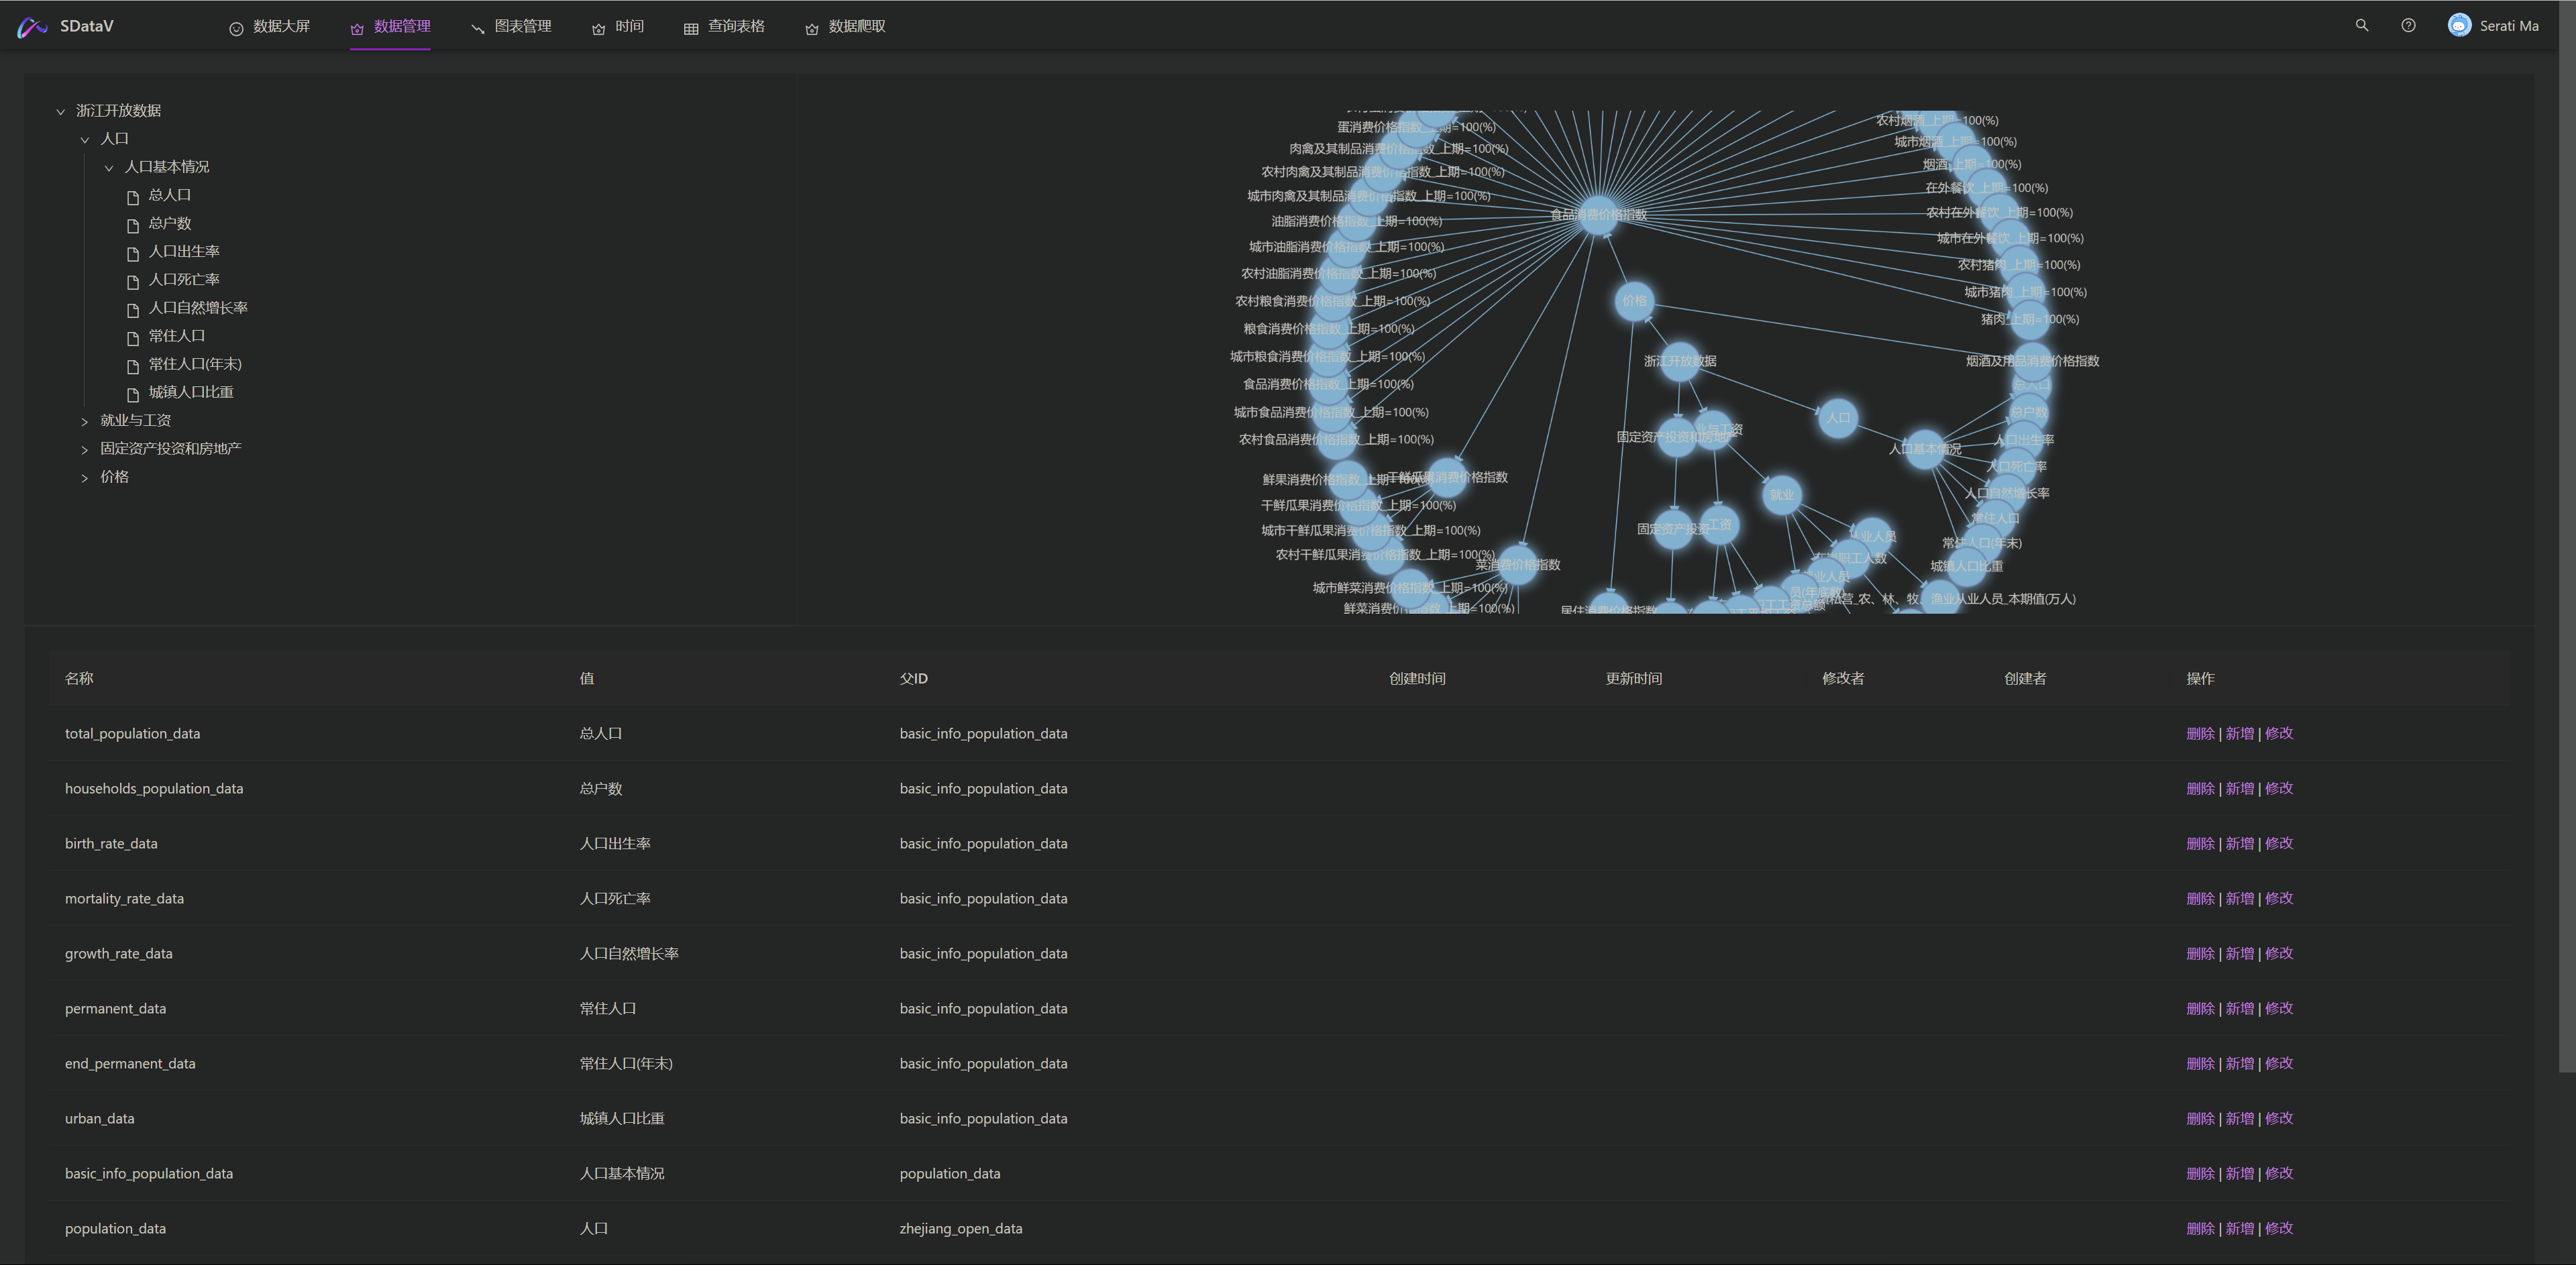 SDataV
数据大屏
数据管理
图表管理
时间
查询表格
数据爬取
Serati Ma
浙江开放数据
人口
人口基本情况
总人口
总户数
人口出生率
人口死亡率
人口自然增长率
常住人口
常住人口(年末)
城镇人口比重
就业与工资
固定资产投资和房地产
价格
蛋消费价格指数_上期=100(%)
肉禽及其制品消费价格指数_上期=100(%)
农村肉禽及其制品消费价格指数_上期=100(%)
城市肉禽及其制品消费价格指数_上期=100(%)
油脂消费价格指数_上期=100(%)
城市油脂消费价格指数_上期=100(%)
农村油脂消费价格指数_上期=100(%)
农村粮食消费价格指数_上期=100(%)
粮食消费价格指数_上期=100(%)
城市粮食消费价格指数_上期=100(%)
食品消费价格指数_上期=100(%)
城市食品消费价格指数_上期=100(%)
农村食品消费价格指数_上期=100(%)
鲜果消费价格指数_上期=100(%)
干鲜瓜果消费价格指数
干鲜瓜果消费价格指数_上期=100(%)
城市干鲜瓜果消费价格指数_上期=100(%)
农村干鲜瓜果消费价格指数_上期=100(%)
菜消费价格指数
城市鲜菜消费价格指数_上期=100(%)
鲜菜消费价格指数_上期=100(%)
食品消费价格指数
价格
浙江开放数据
固定资产投资和房地产
业与工资
固定资产投资
工资
就业
人口
人口基本情况
居住消费价格指数
农村烟酒_上期=100(%)
城市烟酒_上期=100(%)
烟酒_上期=100(%)
在外餐饮_上期=100(%)
农村在外餐饮_上期=100(%)
城市在外餐饮_上期=100(%)
农村猪肉_上期=100(%)
城市猪肉_上期=100(%)
猪肉_上期=100(%)
烟酒及用品消费价格指数
总人口
总户数
人口出生率
人口死亡率
人口自然增长率
常住人口
常住人口(年末)
城镇人口比重
业人员
职工人数
业人员
渔业从业人员_本期值(万人)
名称 值 父ID 创建时间 更新时间 修改者 创建者 操作
total_population_data 总人口 basic_info_population_data 删除 | 新增 | 修改
households_population_data 总户数 basic_info_population_data 删除 | 新增 | 修改
birth_rate_data 人口出生率 basic_info_population_data 删除 | 新增 | 修改
mortality_rate_data 人口死亡率 basic_info_population_data 删除 | 新增 | 修改
growth_rate_data 人口自然增长率 basic_info_population_data 删除 | 新增 | 修改
permanent_data 常住人口 basic_info_population_data 删除 | 新增 | 修改
end_permanent_data 常住人口(年末) basic_info_population_data 删除 | 新增 | 修改
urban_data 城镇人口比重 basic_info_population_data 删除 | 新增 | 修改
basic_info_population_data 人口基本情况 population_data 删除 | 新增 | 修改
population_data 人口 zhejiang_open_data 删除 | 新增 | 修改